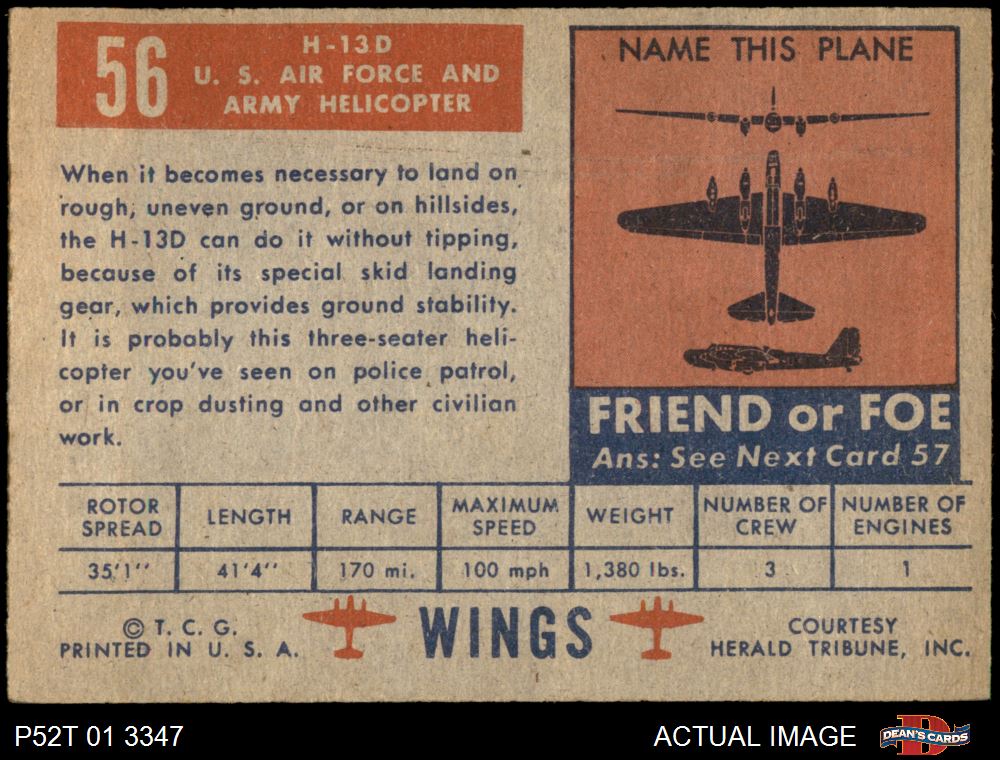 56
H-13D
U. S. AIR FORCE AND
ARMY HELICOPTER
When it becomes necessary to land on
rough, uneven ground, or on hillsides,
the H-13D can do it without tipping,
because of its special skid landing
gear, which provides ground stability.
It is probably this three-seater heli-
copter you've seen on police patrol,
or in crop dusting and other civilian
work.
NAME THIS PLANE
FRIEND or FOE
Ans: See Next Card 57
ROTOR SPREAD LENGTH RANGE MAXIMUM SPEED WEIGHT NUMBER OF CREW NUMBER OF ENGINES
35'1'' 41'4'' 170 mi. 100 mph 1,380 lbs. 3 1
© T. C. G.
PRINTED IN U. S. A.
WINGS
COURTESY
HERALD TRIBUNE, INC.
P52T 01 3347
ACTUAL IMAGE
D
DEAN'S CARDS